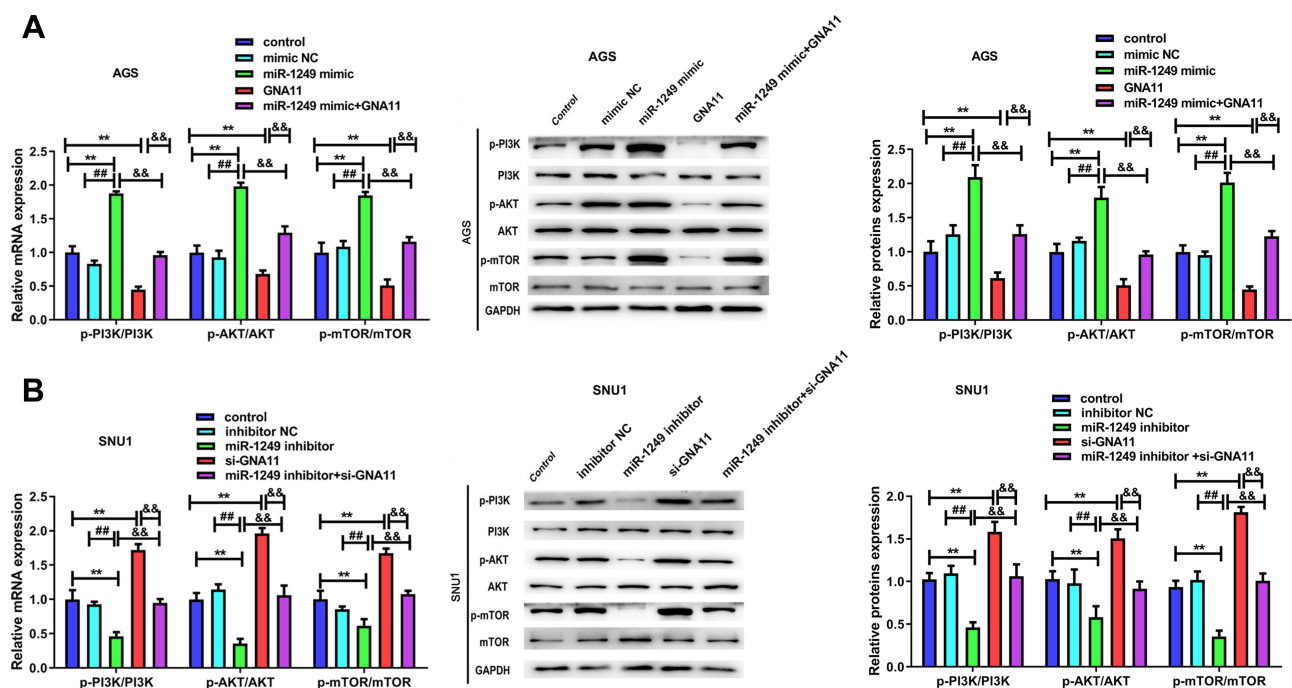 A
AGS
control
mimic NC
miR-1249 mimic
GNA11
miR-1249 mimic+GNA11
** && ** && ** &&
** ** **
## && ## && ## &&
Relative mRNA expression
2.5
2.0
1.5
1.0
0.5
0.0
p-PI3K/PI3K p-AKT/AKT p-mTOR/mTOR
AGS
Control mimic NC miR-1249 mimic GNA11 miR-1249 mimic+GNA11
AGS
p-PI3K
PI3K
p-AKT
AKT
p-mTOR
mTOR
GAPDH
AGS
control
mimic NC
miR-1249 mimic
GNA11
miR-1249 mimic+GNA11
** && ** && ** &&
** ** **
## && ## && ## &&
Relative proteins expression
2.5
2.0
1.5
1.0
0.5
0.0
p-PI3K/PI3K p-AKT/AKT p-mTOR/mTOR
B
SNU1
control
inhibitor NC
miR-1249 inhibitor
si-GNA11
miR-1249 inhibitor+si-GNA11
** && ** && ** &&
## && ## && ## &&
** ** **
Relative mRNA expression
2.5
2.0
1.5
1.0
0.5
0.0
p-PI3K/PI3K p-AKT/AKT p-mTOR/mTOR
SNU1
Control inhibitor NC miR-1249 inhibitor si-GNA11 miR-1249 inhibitor+si-GNA11
SNU1
p-PI3K
PI3K
p-AKT
AKT
p-mTOR
mTOR
GAPDH
SNU1
control
inhibitor NC
miR-1249 inhibitor
si-GNA11
miR-1249 inhibitor +si-GNA11
** && ** && ** &&
## && ## && ## &&
** ** **
Relative proteins expression
2.0
1.5
1.0
0.5
0.0
p-PI3K/PI3K p-AKT/AKT p-mTOR/mTOR